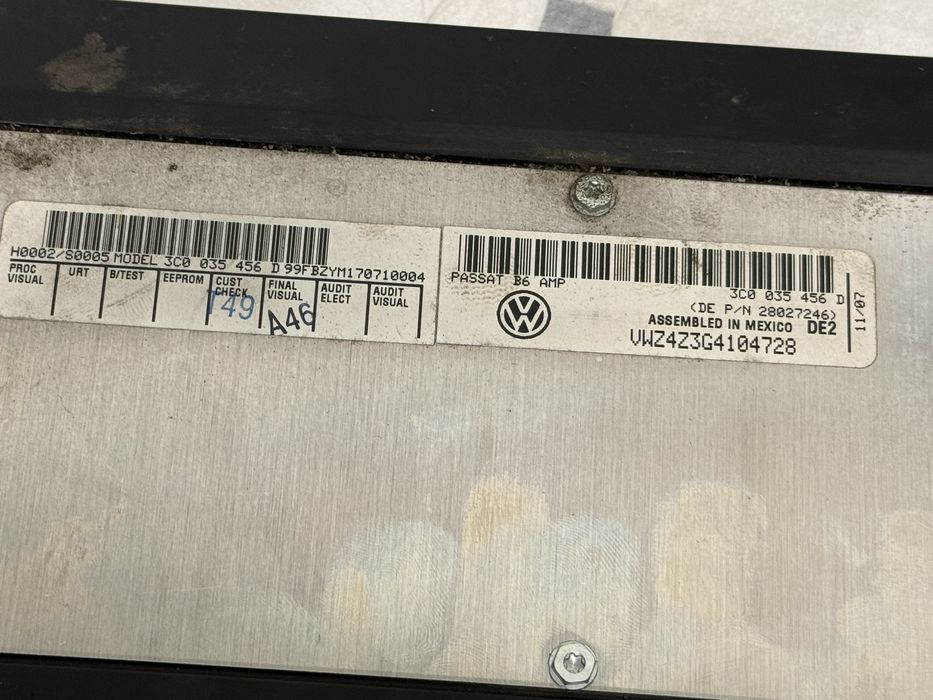 H0002/S0005 MODEL 3C0 035 456 D 99FBZYM170710004
PROC VISUAL
URT
B/TEST
EEPROM
CUST CHECK
T49
FINAL VISUAL
A46
AUDIT ELECT
AUDIT VISUAL
PASSAT B6 AMP
3C0 035 456 D
(DE P/N 28027246)
ASSEMBLED IN MEXICO DE2
VWZ4Z3G4104728
11/07